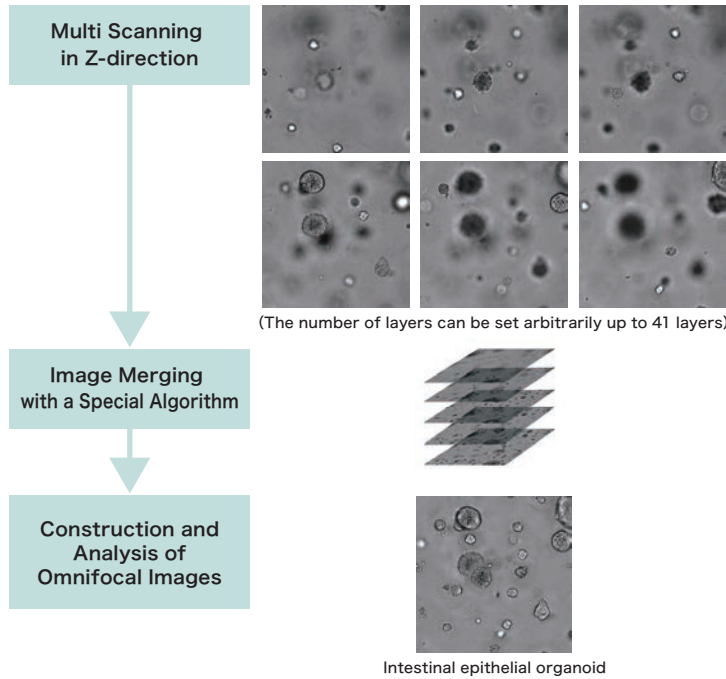 Multi Scanning
in Z-direction
(The number of layers can be set arbitrarily up to 41 layers)
Image Merging
with a Special Algorithm
Construction and
Analysis of
Omnifocal Images
Intestinal epithelial organoid